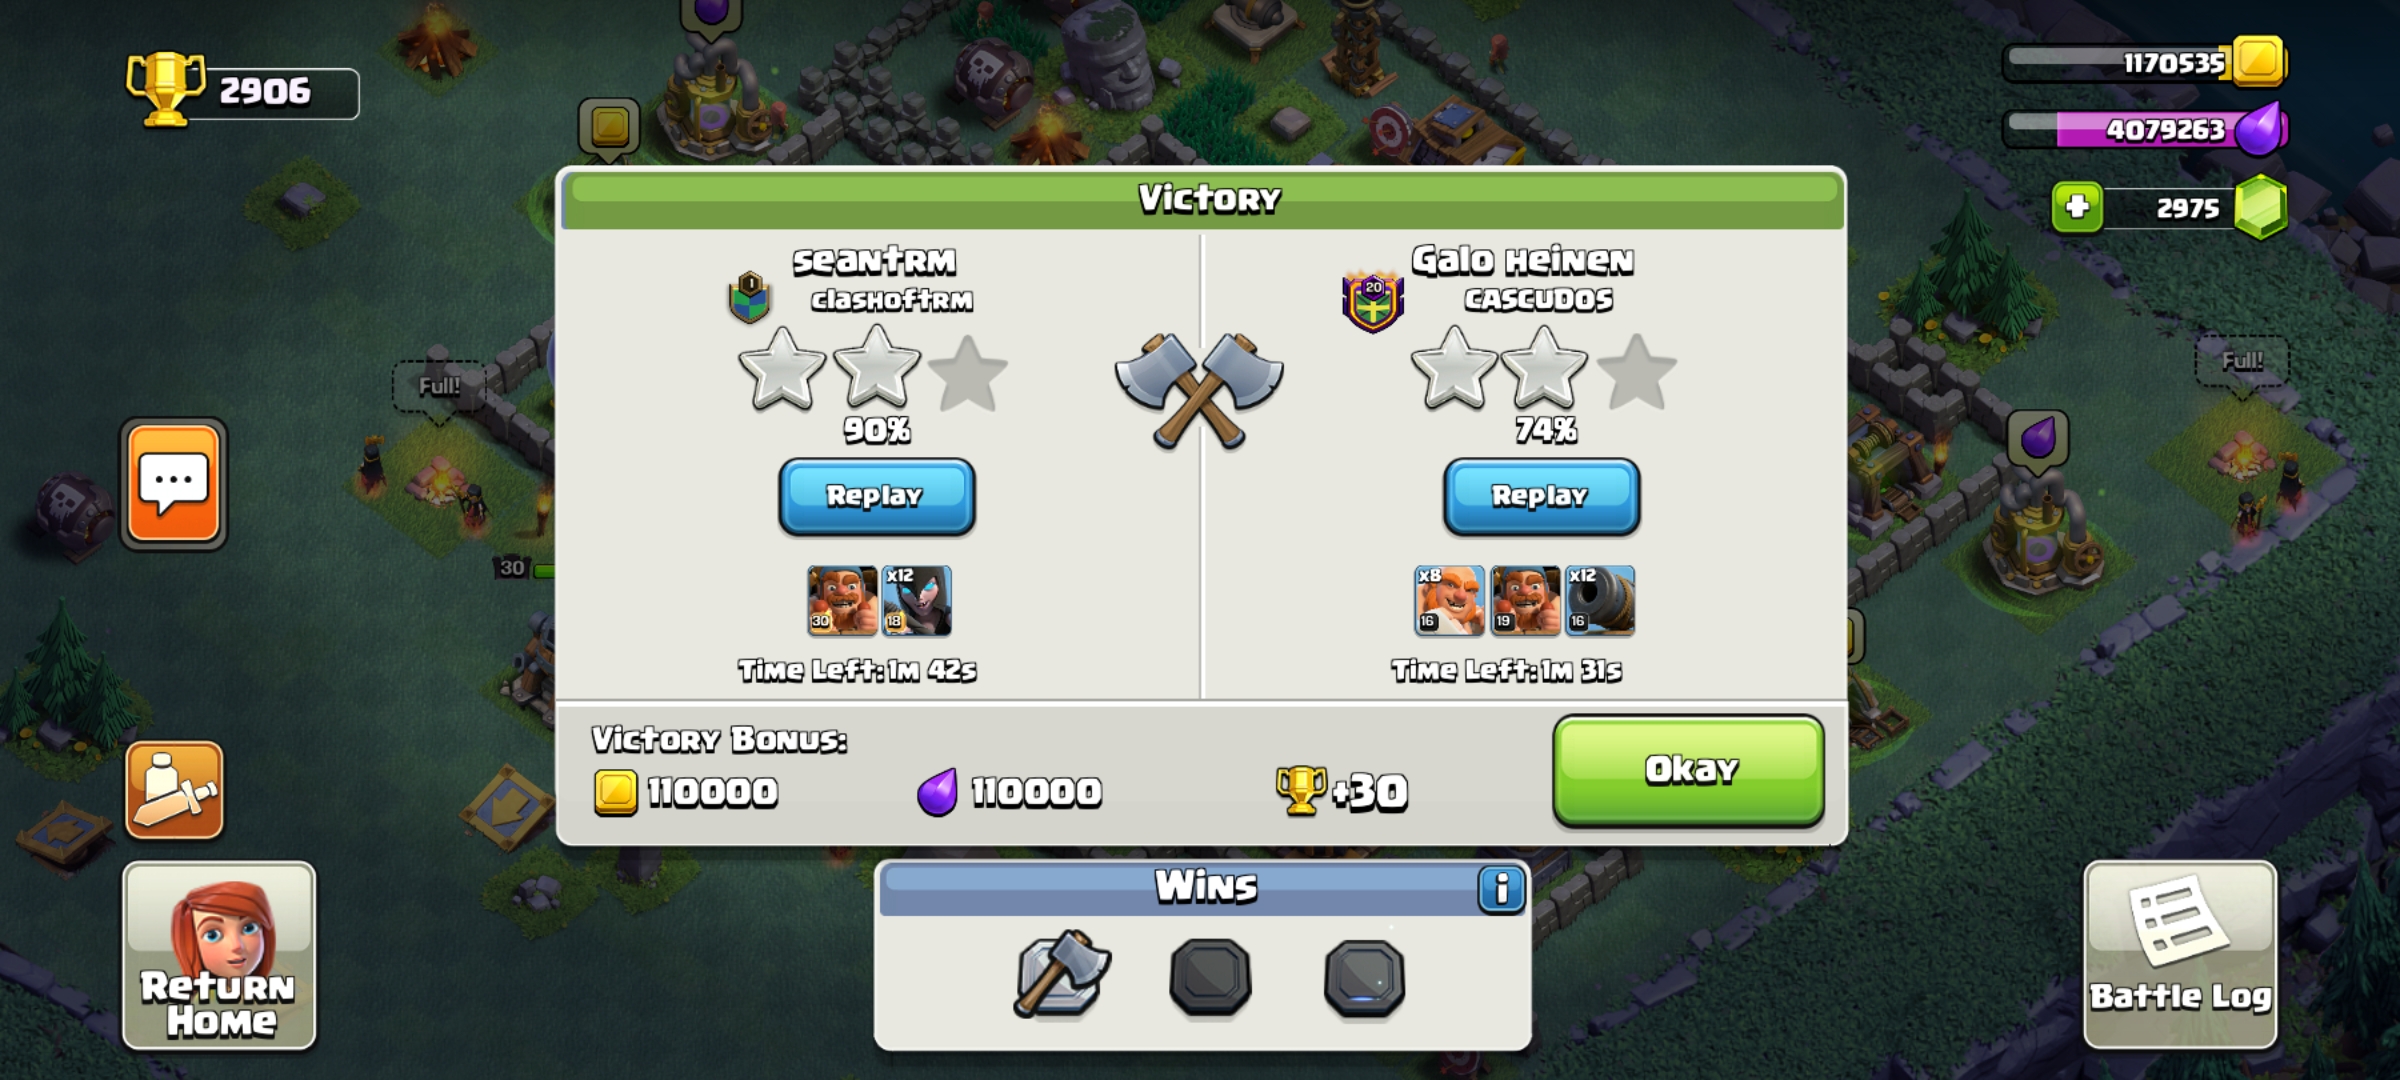 2906
1170535
4079263
2975
Victory
seantrm
clashoftrm
1
90%
Replay
30
x12
18
Time Left: 1m 42s
Galo Heinen
CASCUDOS
20
74%
Replay
x8
16
19
x12
16
Time Left: 1m 31s
Full!
Full!
30
Victory Bonus:
110000
110000
+30
Okay
Wins
i
Return
Home
Battle Log